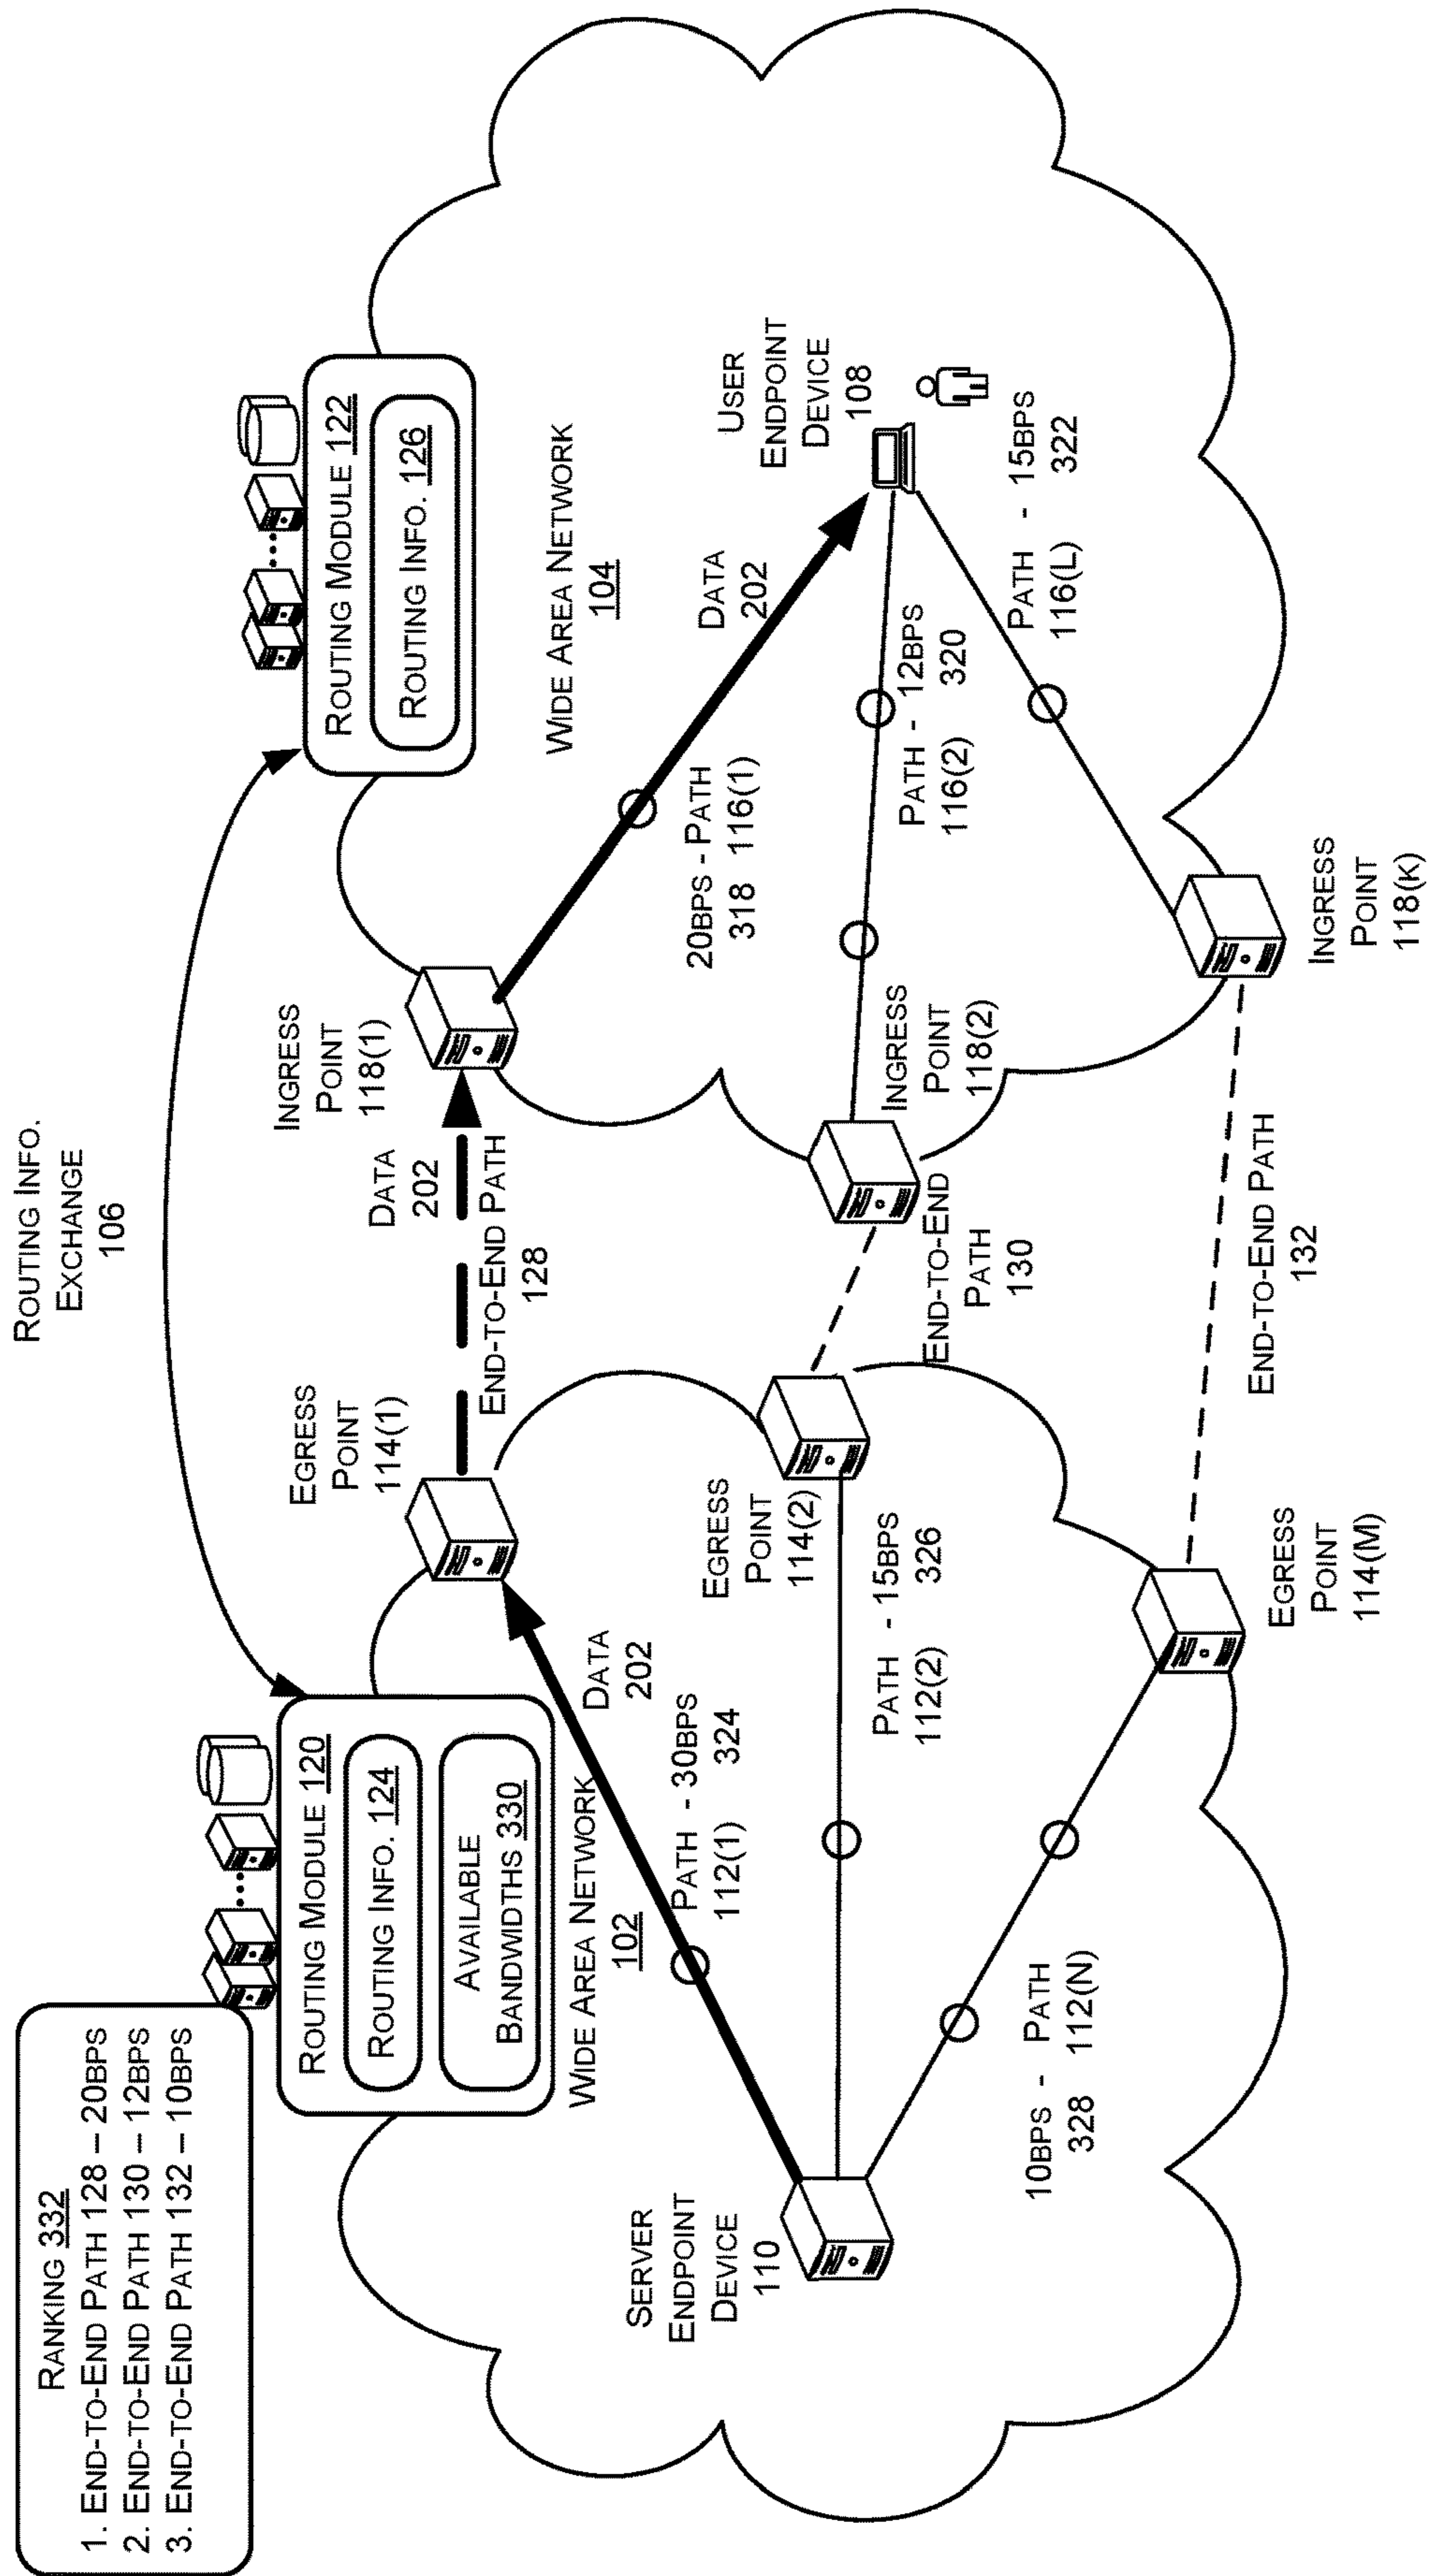 RANKING 332
1. END-TO-END PATH 128 – 20BPS
2. END-TO-END PATH 130 – 12BPS
3. END-TO-END PATH 132 – 10BPS
ROUTING INFO.
EXCHANGE
106
ROUTING MODULE 120
ROUTING INFO. 124
AVAILABLE
BANDWIDTHS 330
WIDE AREA NETWORK
102
ROUTING MODULE 122
ROUTING INFO. 126
WIDE AREA NETWORK
104
SERVER
ENDPOINT
DEVICE
110
DATA
202
PATH - 30BPS
112(1) 324
PATH - 15BPS
112(2) 326
10BPS - PATH
328 112(N)
EGRESS
POINT
114(1)
EGRESS
POINT
114(2)
EGRESS
POINT
114(M)
DATA
202
END-TO-END PATH
128
END-TO-END
PATH
130
END-TO-END PATH
132
INGRESS
POINT
118(1)
INGRESS
POINT
118(2)
INGRESS
POINT
118(K)
DATA
202
20BPS - PATH
318 116(1)
PATH - 12BPS
116(2) 320
PATH - 15BPS
116(L) 322
USER
ENDPOINT
DEVICE
108